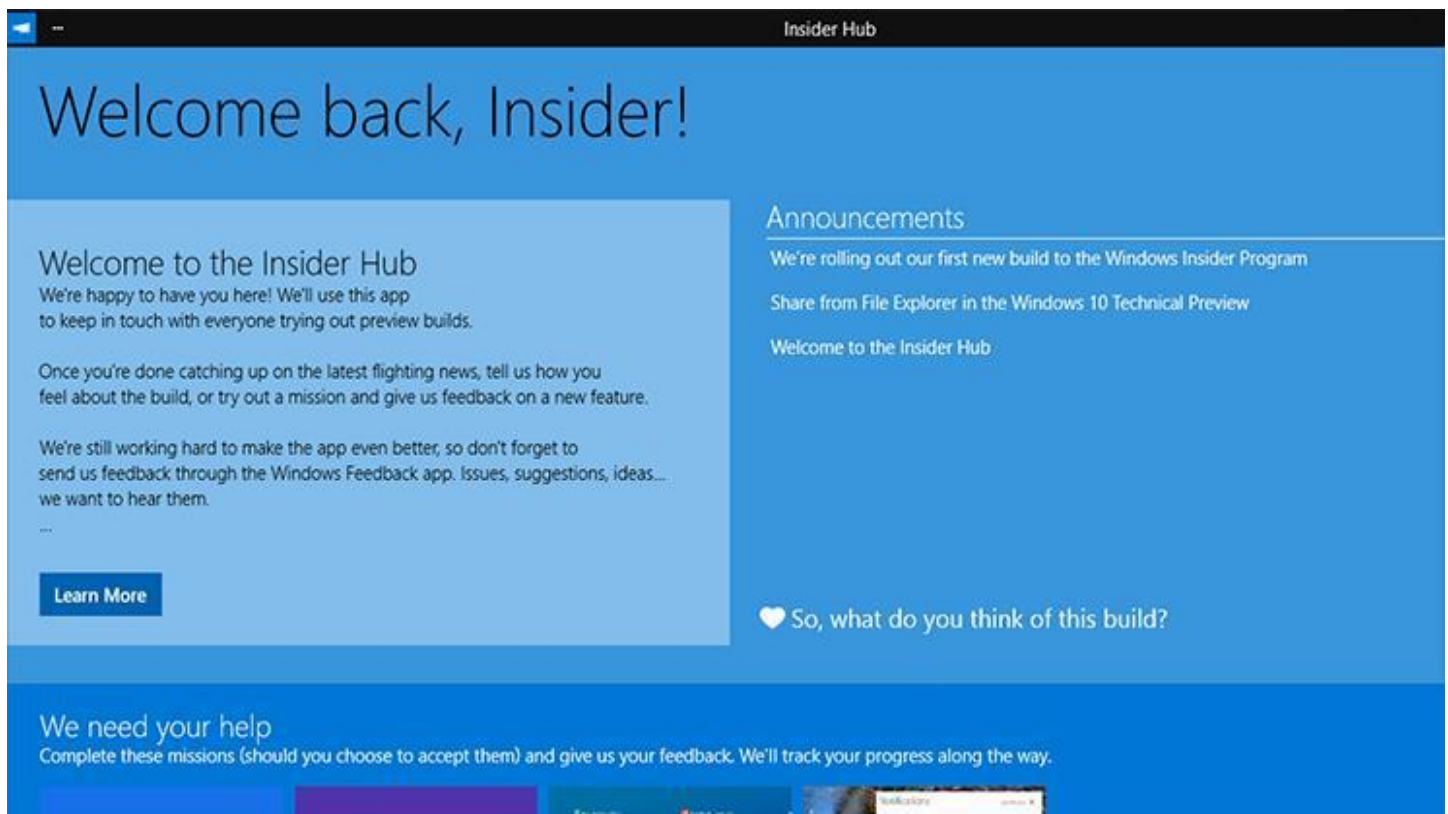 Insider Hub
Welcome back, Insider!
Welcome to the Insider Hub
We're happy to have you here! We'll use this app
to keep in touch with everyone trying out preview builds.
Once you're done catching up on the latest flighting news, tell us how you
feel about the build, or try out a mission and give us feedback on a new feature.
We're still working hard to make the app even better, so don't forget to
send us feedback through the Windows Feedback app. Issues, suggestions, ideas...
we want to hear them.
...
Learn More
Announcements
We're rolling out our first new build to the Windows Insider Program
Share from File Explorer in the Windows 10 Technical Preview
Welcome to the Insider Hub
So, what do you think of this build?
We need your help
Complete these missions (should you choose to accept them) and give us your feedback. We'll track your progress along the way.
Notifications